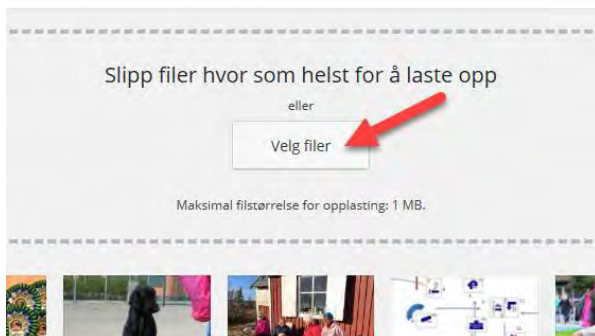 Slipp filer hvor som helst for å laste opp
eller
Velg filer
Maksimal filstørrelse for opplasting: 1 MB.